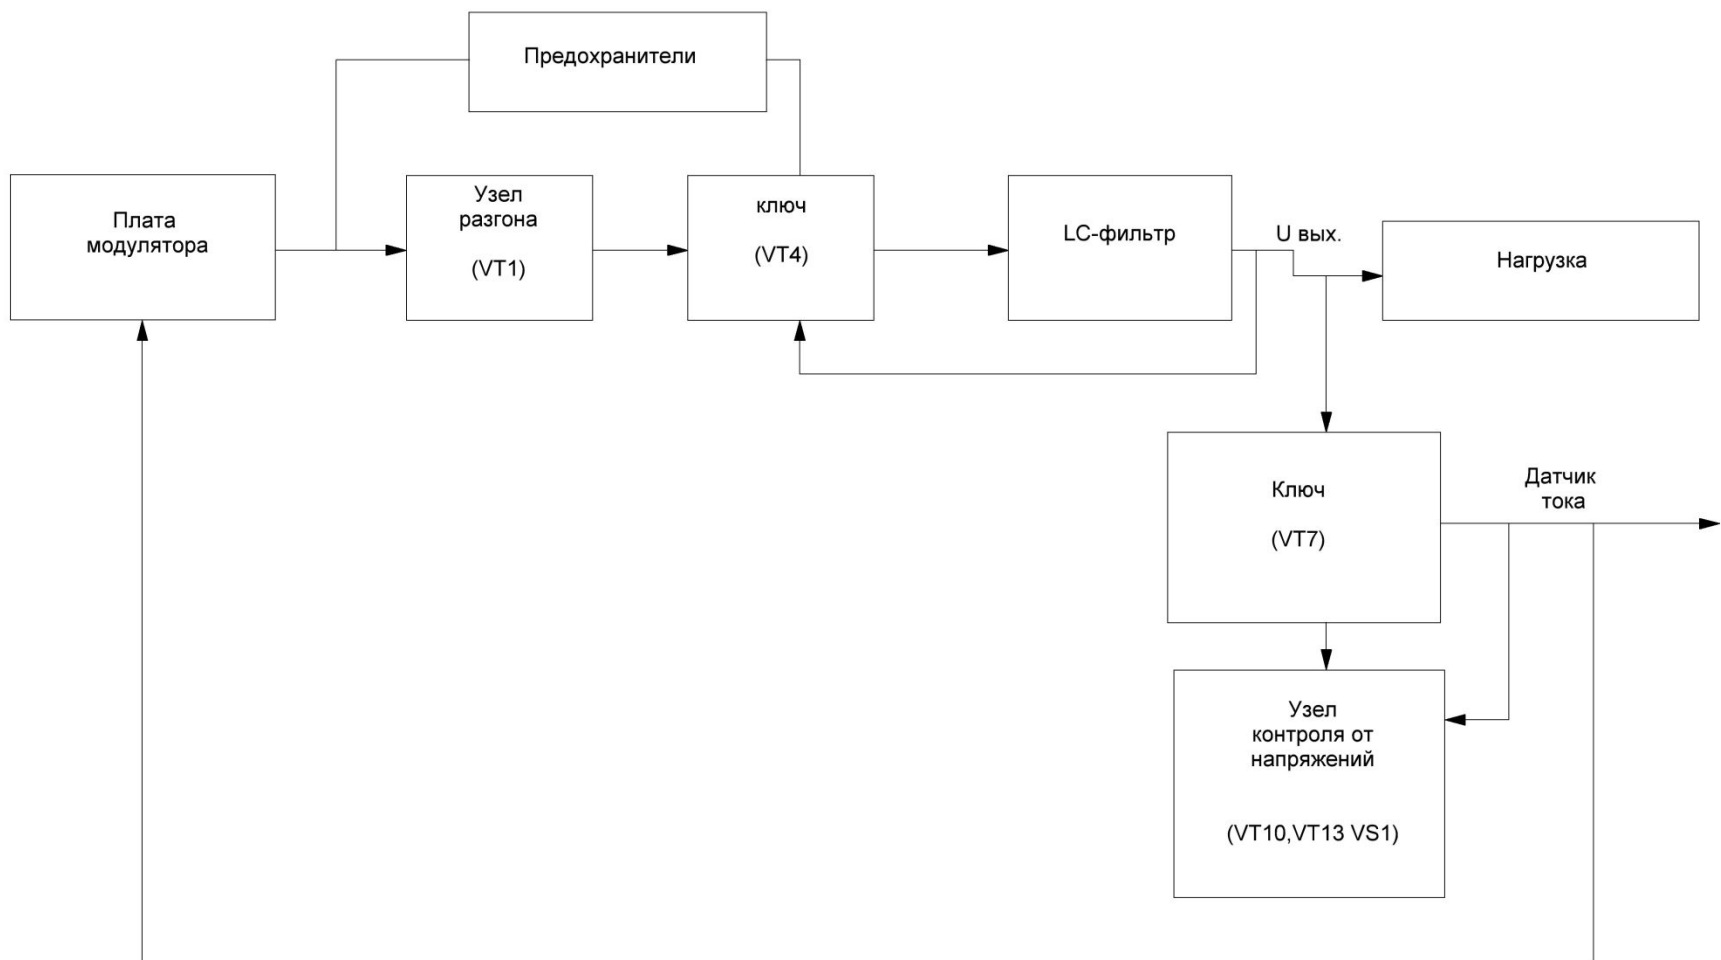 Предохранители
Плата
модулятора
Узел
разгона
(VT1)
ключ
(VT4)
LC-фильтр
U вых.
Нагрузка
Ключ
(VT7)
Датчик
тока
Узел
контроля от
напряжений
(VT10,VT13 VS1)